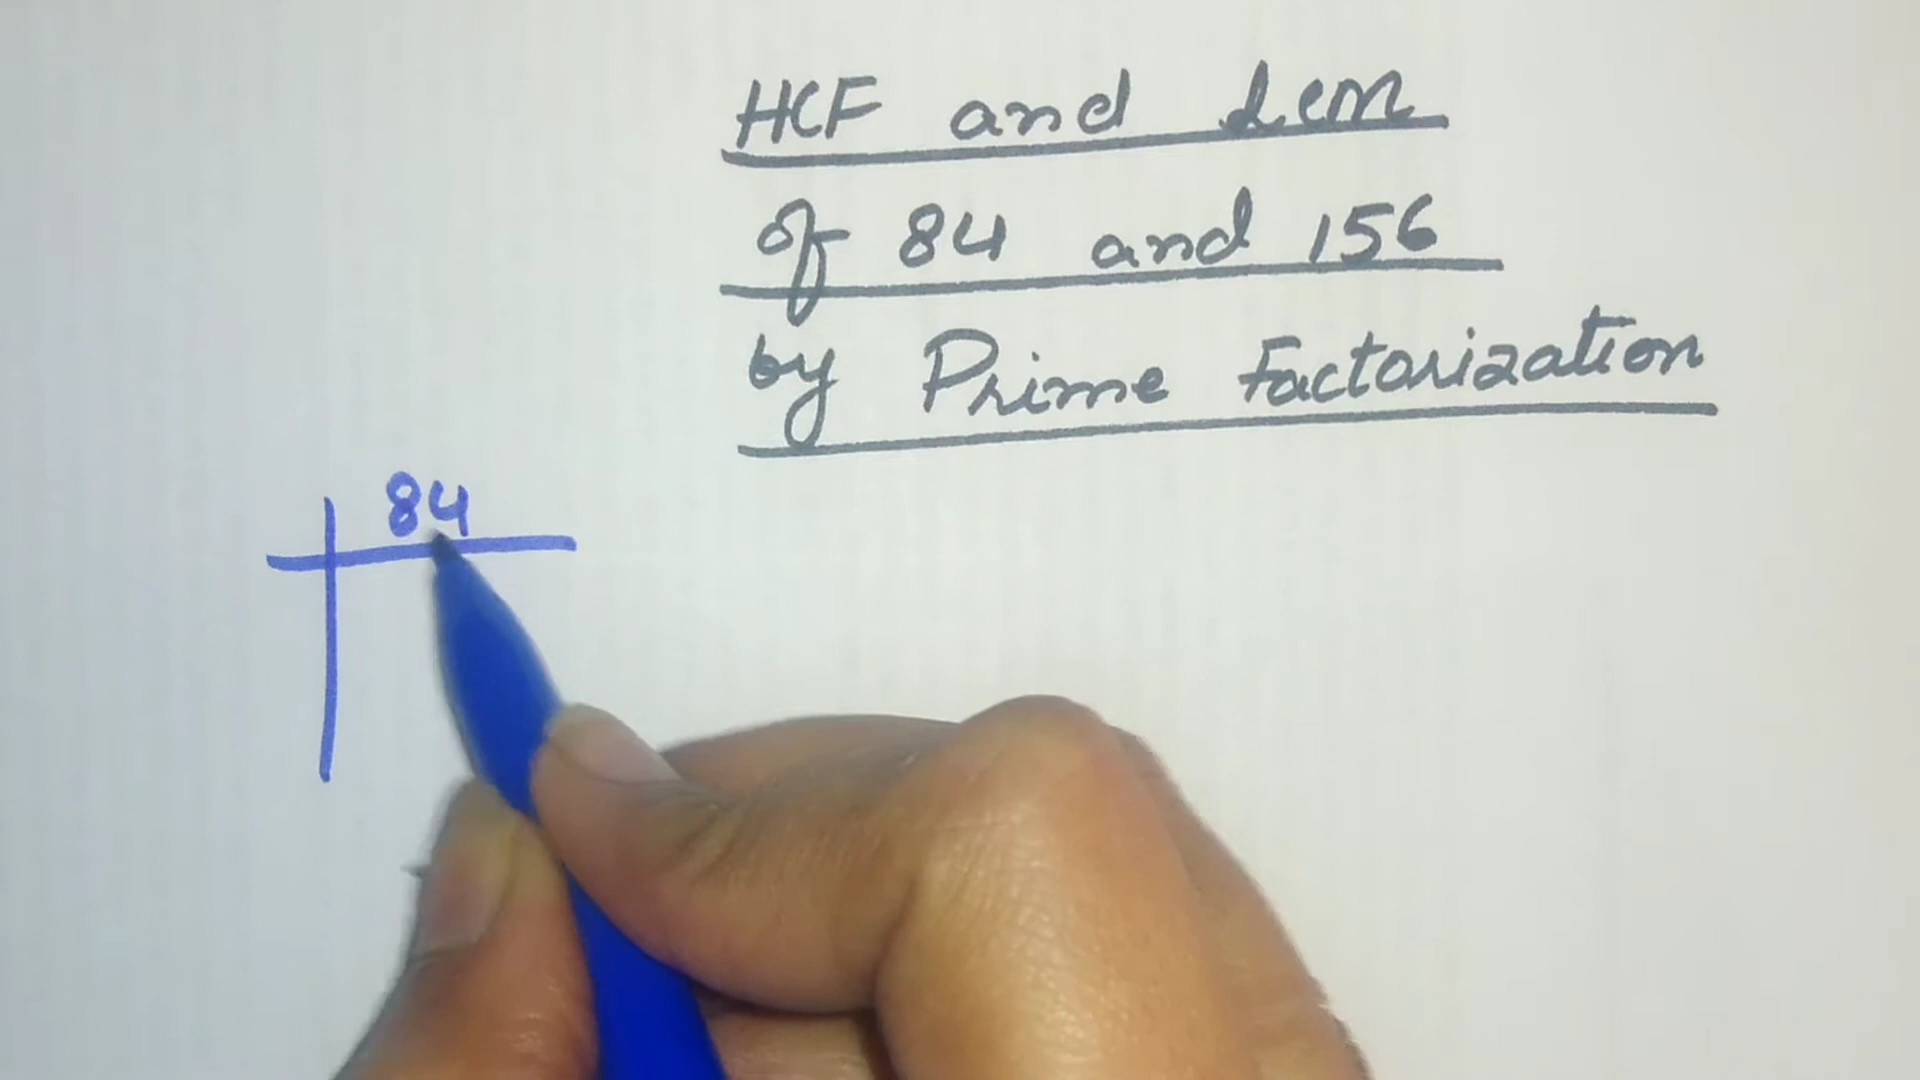 HCF and LCM
of 84 and 156
by Prime Factorization
84